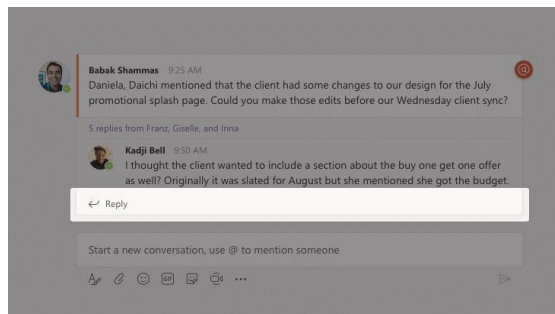 Babak Shammas 9:25 AM
Daniela, Daichi mentioned that the client had some changes to our design for the July
promotional splash page. Could you make those edits before our Wednesday client sync?
5 replies from Franz, Giselle, and Inna
Kadji Bell 9:50 AM
I thought the client wanted to include a section about the buy one get one offer
as well? Originally it was slated for August but she mentioned she got the budget.
Reply
Start a new conversation, use @ to mention someone
GIF